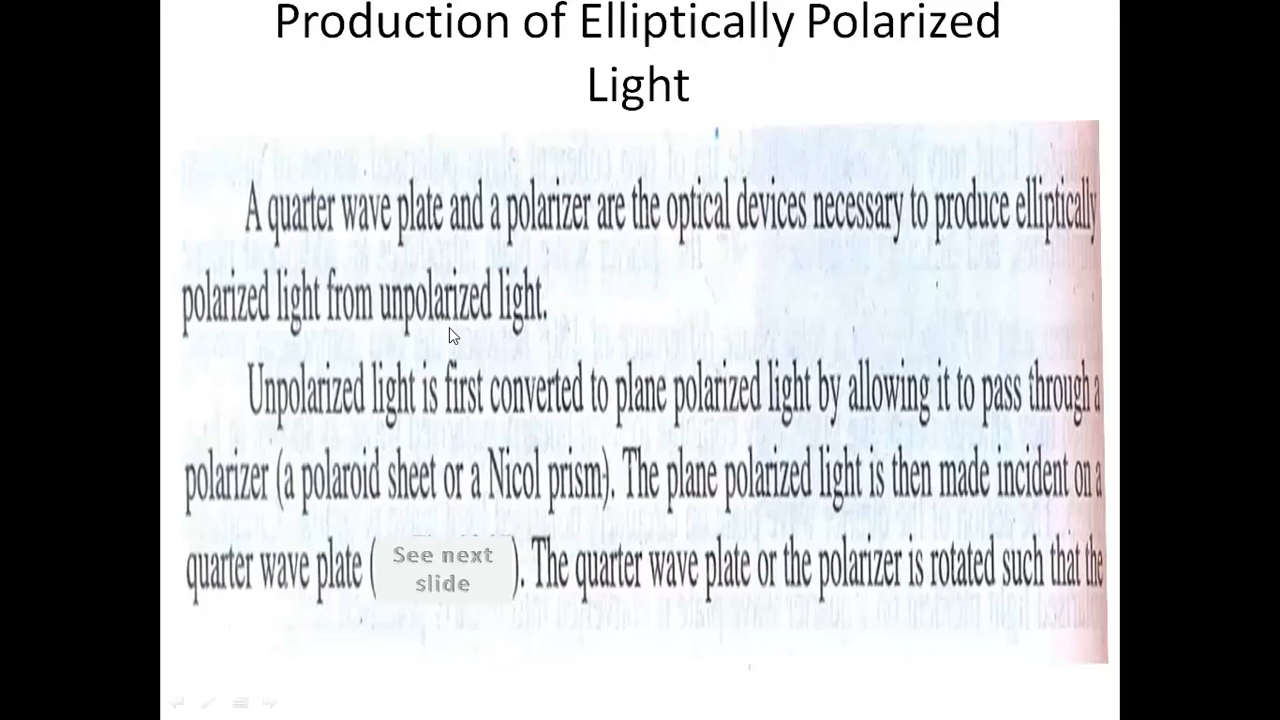 Production of Elliptically Polarized
Light
A quarter wave plate and a polarizer are the optical devices necessary to produce elliptically
polarized light from unpolarized light.
Unpolarized light is first converted to plane polarized light by allowing it to pass through a
polarizer (a polaroid sheet or a Nicol prism). The plane polarized light is then made incident on a
quarter wave plate ( See next slide ). The quarter wave plate or the polarizer is rotated such that the